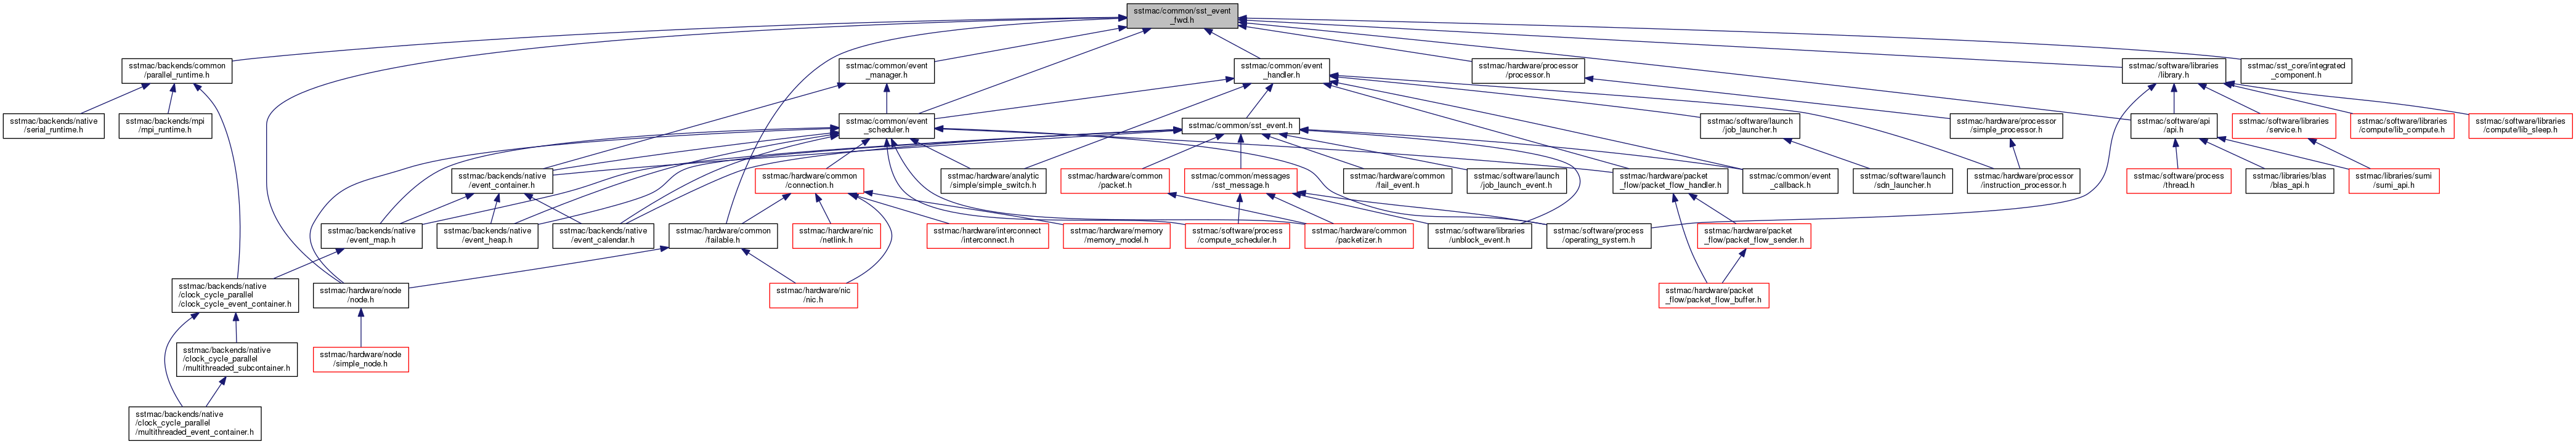 sstmac/common/sst_event
_fwd.h
sstmac/backends/common
/parallel_runtime.h
sstmac/common/event
_manager.h
sstmac/common/event
_handler.h
sstmac/hardware/processor
/processor.h
sstmac/software/libraries
/library.h
sstmac/sst_core/integrated
_component.h
sstmac/backends/native
/serial_runtime.h
sstmac/backends/mpi
/mpi_runtime.h
sstmac/common/event
_scheduler.h
sstmac/common/sst_event.h
sstmac/software/launch
/job_launcher.h
sstmac/hardware/processor
/simple_processor.h
sstmac/software/api
/api.h
sstmac/software/libraries
/service.h
sstmac/software/libraries
/compute/lib_compute.h
sstmac/software/libraries
/compute/lib_sleep.h
sstmac/backends/native
/event_container.h
sstmac/hardware/common
/connection.h
sstmac/hardware/analytic
/simple/simple_switch.h
sstmac/hardware/common
/packet.h
sstmac/common/messages
/sst_message.h
sstmac/hardware/common
/fail_event.h
sstmac/software/launch
/job_launch_event.h
sstmac/hardware/packet
_flow/packet_flow_handler.h
sstmac/common/event
_callback.h
sstmac/software/launch
/sdn_launcher.h
sstmac/hardware/processor
/instruction_processor.h
sstmac/software/process
/thread.h
sstmac/libraries/blas
/blas_api.h
sstmac/libraries/sumi
/sumi_api.h
sstmac/backends/native
/event_map.h
sstmac/backends/native
/event_heap.h
sstmac/backends/native
/event_calendar.h
sstmac/hardware/common
/failable.h
sstmac/hardware/nic
/netlink.h
sstmac/hardware/interconnect
/interconnect.h
sstmac/hardware/memory
/memory_model.h
sstmac/software/process
/compute_scheduler.h
sstmac/hardware/common
/packetizer.h
sstmac/software/libraries
/unblock_event.h
sstmac/software/process
/operating_system.h
sstmac/hardware/packet
_flow/packet_flow_sender.h
sstmac/backends/native
/clock_cycle_parallel
/clock_cycle_event_container.h
sstmac/hardware/node
/node.h
sstmac/hardware/nic
/nic.h
sstmac/hardware/packet
_flow/packet_flow_buffer.h
sstmac/backends/native
/clock_cycle_parallel
/multithreaded_subcontainer.h
sstmac/hardware/node
/simple_node.h
sstmac/backends/native
/clock_cycle_parallel
/multithreaded_event_container.h